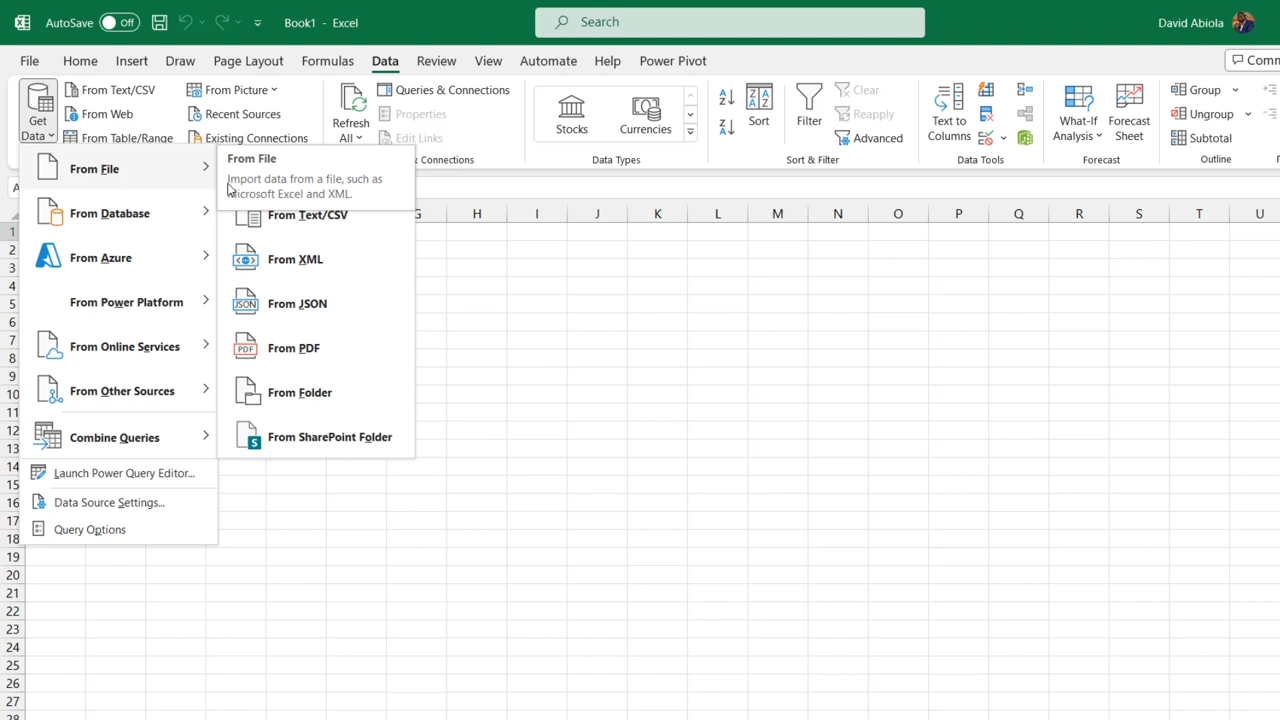 AutoSave Off Book1 - Excel Search David Abiola
File Home Insert Draw Page Layout Formulas Data Review View Automate Help Power Pivot
Get Data
From Text/CSV
From Web
From Table/Range
From Picture
Recent Sources
Existing Connections
Refresh All
Queries & Connections
Properties
Edit Links
Stocks
Currencies
Data Types
Sort
Filter
Clear
Reapply
Advanced
Sort & Filter
Text to Columns
Data Tools
What-If Analysis
Forecast Sheet
Forecast
Group
Ungroup
Subtotal
Outline
From File
From Database
From Azure
From Power Platform
From Online Services
From Other Sources
Combine Queries
Launch Power Query Editor...
Data Source Settings...
Query Options
From File
Import data from a file, such as
Microsoft Excel and XML.
From Text/CSV
From XML
JSON From JSON
PDF From PDF
From Folder
S From SharePoint Folder
G H I J K L M N O P Q R S T U
1
2
3
4
5
6
7
8
9
10
11
12
13
14
15
16
17
18
19
20
21
22
23
24
25
26
27